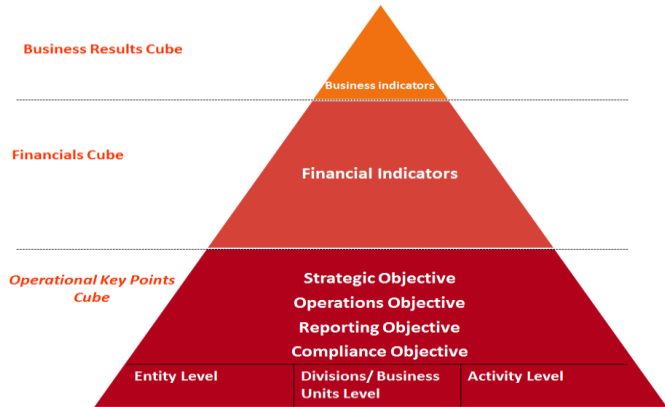 Business Results Cube
Business indicators
Financials Cube
Financial Indicators
Operational Key Points
Cube
Strategic Objective
Operations Objective
Reporting Objective
Compliance Objective
Entity Level
Divisions/ Business
Units Level
Activity Level